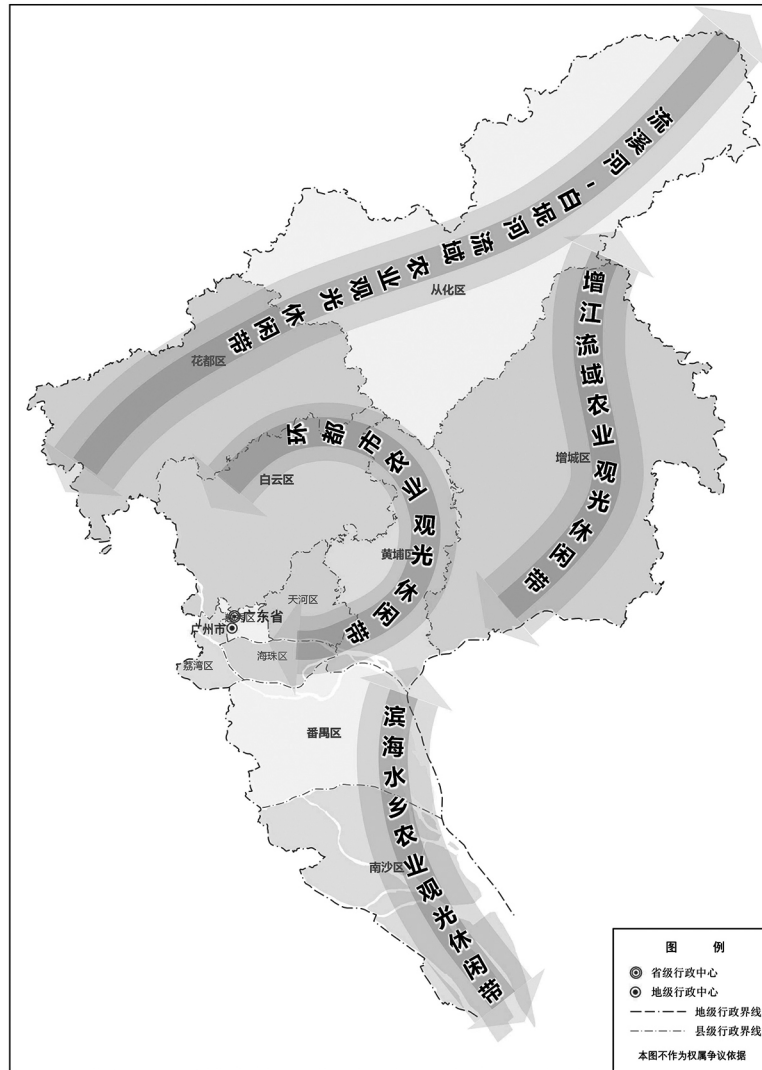 流溪河-白坭河流域农业观光休闲带
增江流域农业观光休闲带
从化区
花都区
环都市农业观光休闲带
增城区
白云区
黄埔区
天河区
广东省
广州市
海珠区
荔湾区
滨海水乡农业观光休闲带
番禺区
南沙区
图 例
省级行政中心
地级行政中心
地级行政界线
县级行政界线
本图不作为权属争议依据